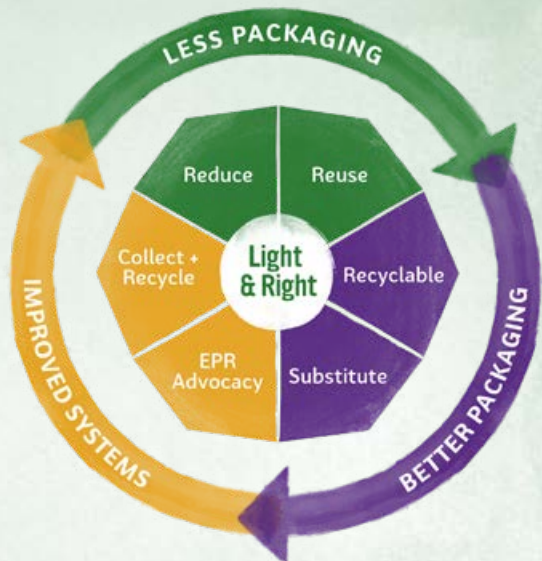 LESS PACKAGING
Reduce
Reuse
Collect +
Recycle
Light
& Right
Recyclable
EPR
Advocacy
Substitute
IMPROVED SYSTEMS
BETTER PACKAGING